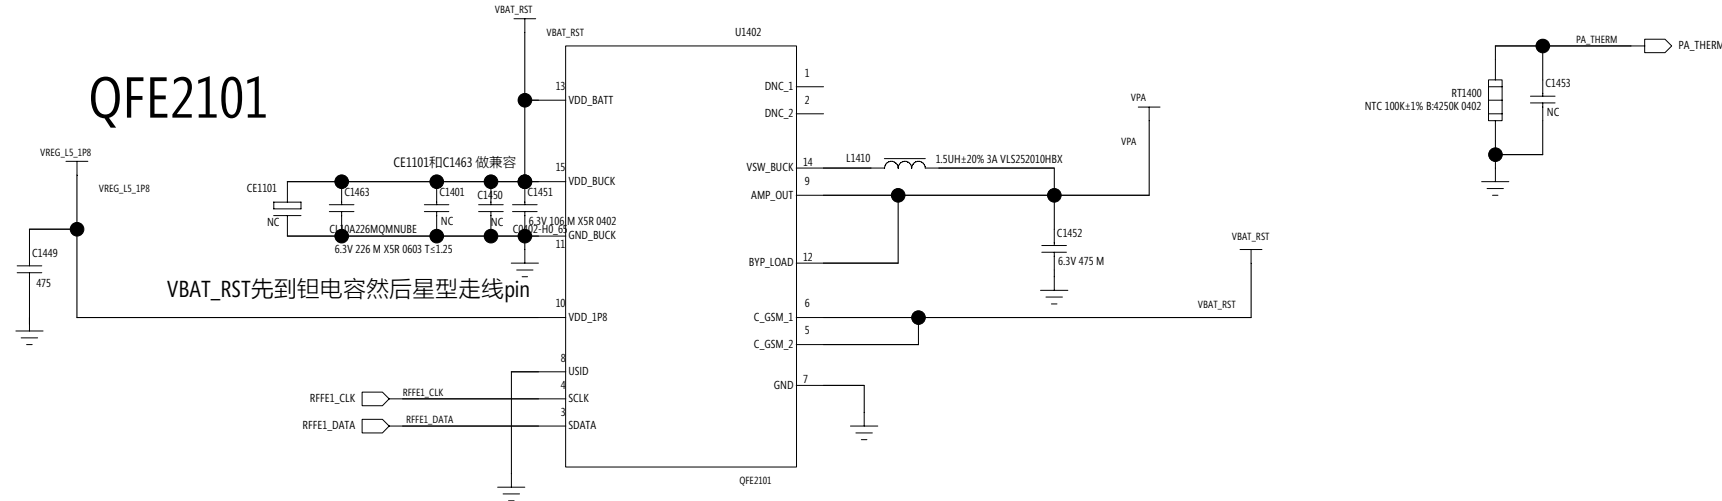 VBAT_RST
VBAT_RST
U1402
QFE2101
PA_THERM
PA_THERM
RT1400
NTC 100K±1% B:4250K 0402
C1453
NC
1
DNC_1
2
DNC_2
13
VDD_BATT
VPA
VPA
VREG_L5_1P8
VREG_L5_1P8
CE1101和C1463 做兼容
15
VDD_BUCK
14
VSW_BUCK
L1410
1.5UH±20% 3A VLS252010HBX
9
AMP_OUT
CE1101
NC
C1463
C1401
NC
C1450
NC
C1451
6.3V 106 M X5R 0402
CL10A226MQMNUBE
6.3V 226 M X5R 0603 T≤1.25
GND_BUCK
11
C1449
475
C1452
6.3V 475 M
VBAT_RST
12
BYP_LOAD
VBAT_RST先到钽电容然后星型走线pin
10
VDD_1P8
6
C_GSM_1
VBAT_RST
5
C_GSM_2
8
USID
7
GND
4
SCLK
RFFE1_CLK
RFFE1_CLK
3
SDATA
RFFE1_DATA
RFFE1_DATA
QFE2101